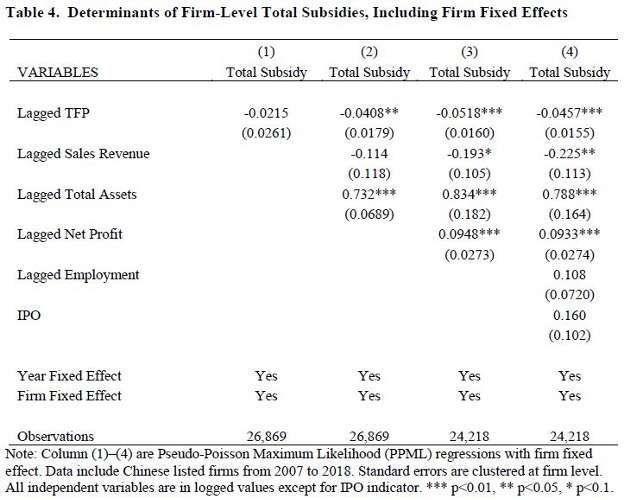 Table 4.  Determinants of Firm-Level Total Subsidies, Including Firm Fixed Effects
(1) (2) (3) (4)
VARIABLES Total Subsidy Total Subsidy Total Subsidy Total Subsidy
Lagged TFP -0.0215 -0.0408** -0.0518*** -0.0457***
(0.0261) (0.0179) (0.0160) (0.0155)
Lagged Sales Revenue -0.114 -0.193* -0.225**
(0.118) (0.105) (0.113)
Lagged Total Assets 0.732*** 0.834*** 0.788***
(0.0689) (0.182) (0.164)
Lagged Net Profit 0.0948*** 0.0933***
(0.0273) (0.0274)
Lagged Employment 0.108
(0.0720)
IPO 0.160
(0.102)
Year Fixed Effect Yes Yes Yes Yes
Firm Fixed Effect Yes Yes Yes Yes
Observations 26,869 26,869 24,218 24,218
Note: Column (1)–(4) are Pseudo-Poisson Maximum Likelihood (PPML) regressions with firm fixed
effect. Data include Chinese listed firms from 2007 to 2018. Standard errors are clustered at firm level.
All independent variables are in logged values except for IPO indicator. *** p<0.01, ** p<0.05, * p<0.1.